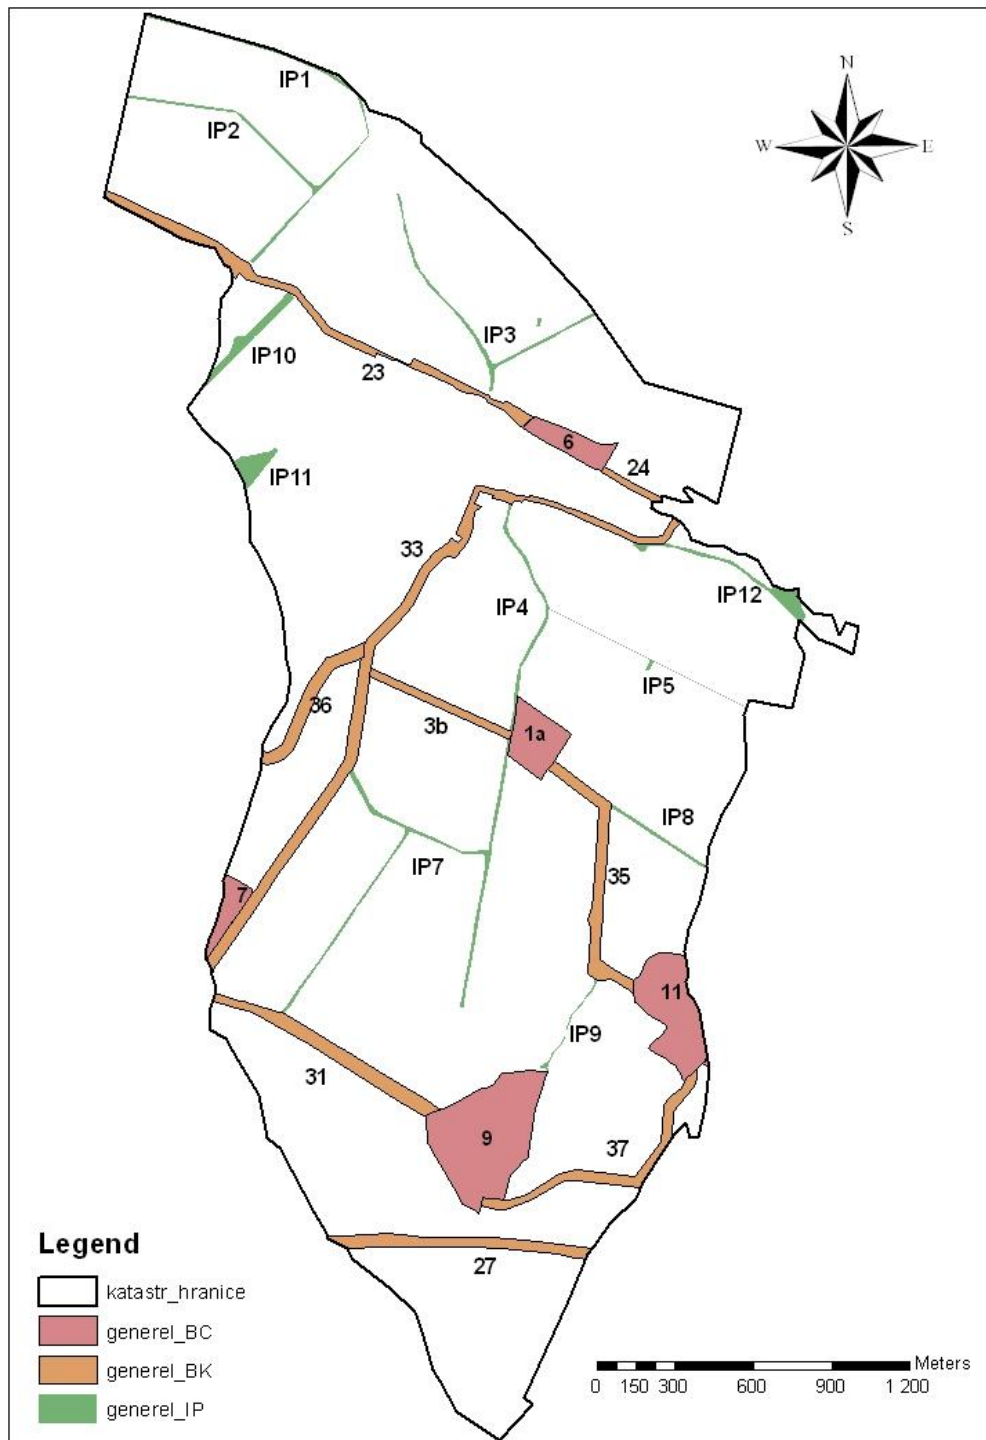 N
IP1
IP2
W
E
S
IP3
IP10
23
6
24
IP11
33
IP4
IP12
IP5
36
3b
1a
IP8
IP7
35
7
11
IP9
31
9
37
27
Legend
katastr_hranice
generel_BC
generel_BK
generel_IP
Meters
0 150 300 600 900 1 200